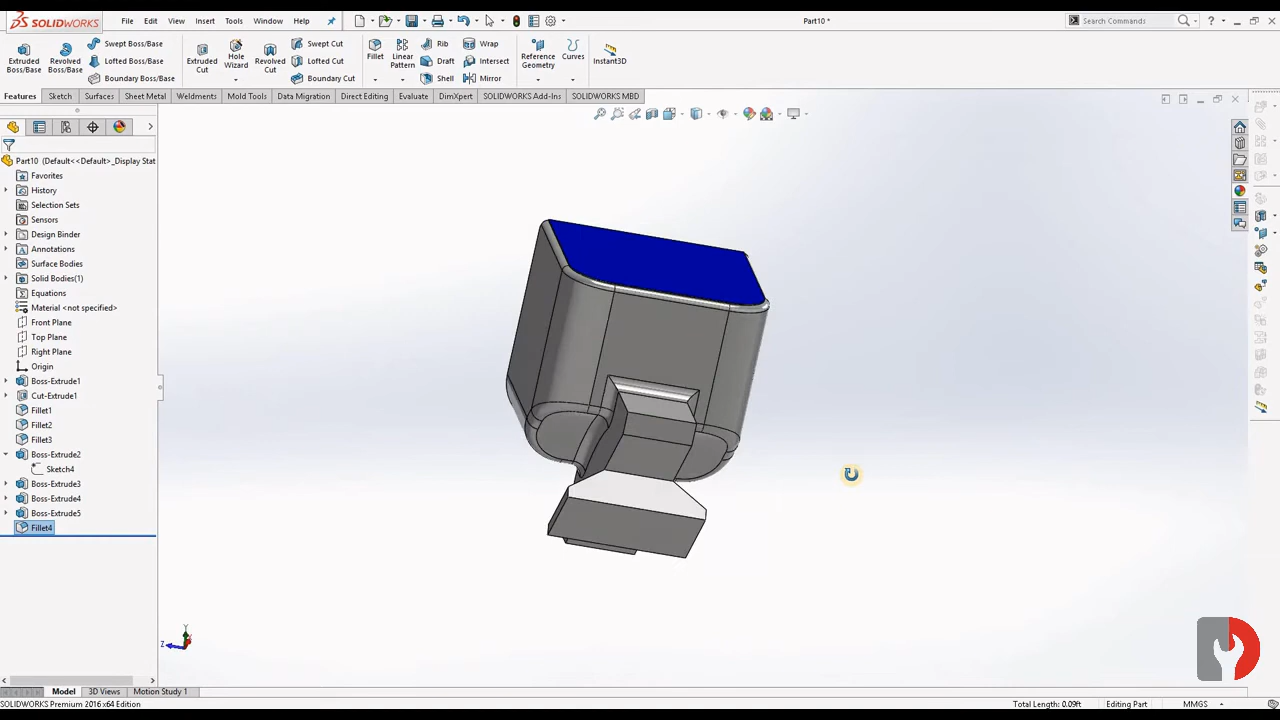 SOLIDWORKS File Edit View Insert Tools Window Help Part10 * Search Commands ?
Extruded Boss/Base Revolved Boss/Base Swept Boss/Base Lofted Boss/Base Boundary Boss/Base Extruded Cut Hole Wizard Revolved Cut Swept Cut Lofted Cut Boundary Cut Fillet Linear Pattern Rib Draft Shell Wrap Intersect Mirror Reference Geometry Curves Instant3D
Features Sketch Surfaces Sheet Metal Weldments Mold Tools Data Migration Direct Editing Evaluate DimXpert SOLIDWORKS Add-Ins SOLIDWORKS MBD
Part10 (Default<<Default>_Display Stat
Favorites
History
Selection Sets
Sensors
Design Binder
Annotations
Surface Bodies
Solid Bodies(1)
Equations
Material <not specified>
Front Plane
Top Plane
Right Plane
Origin
Boss-Extrude1
Cut-Extrude1
Fillet1
Fillet2
Fillet3
Boss-Extrude2
Sketch4
Boss-Extrude3
Boss-Extrude4
Boss-Extrude5
Fillet4
Y
Z
Model 3D Views Motion Study 1
SOLIDWORKS Premium 2016 x64 Edition Total Length: 0.09ft Editing Part MMGS